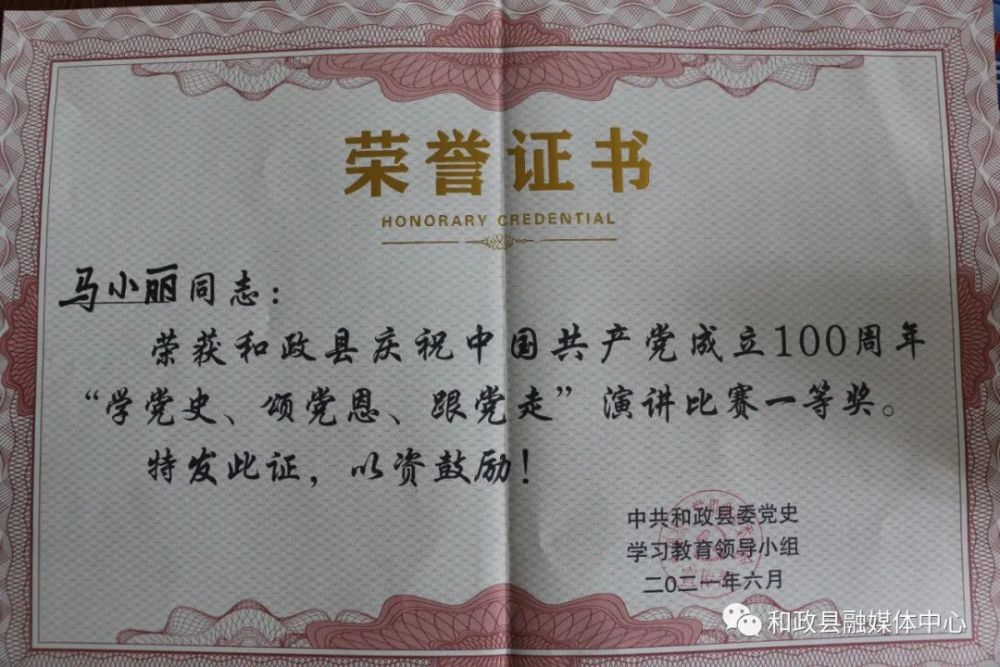 荣誉证书
HONORARY CREDENTIAL
马小丽同志：
荣获和政县庆祝中国共产党成立100周年
“学党史、颂党恩、跟党走”演讲比赛一等奖。
特发此证，以资鼓励！
中共和政县委党史
学习教育领导小组
二〇二一年六月
和政县融媒体中心